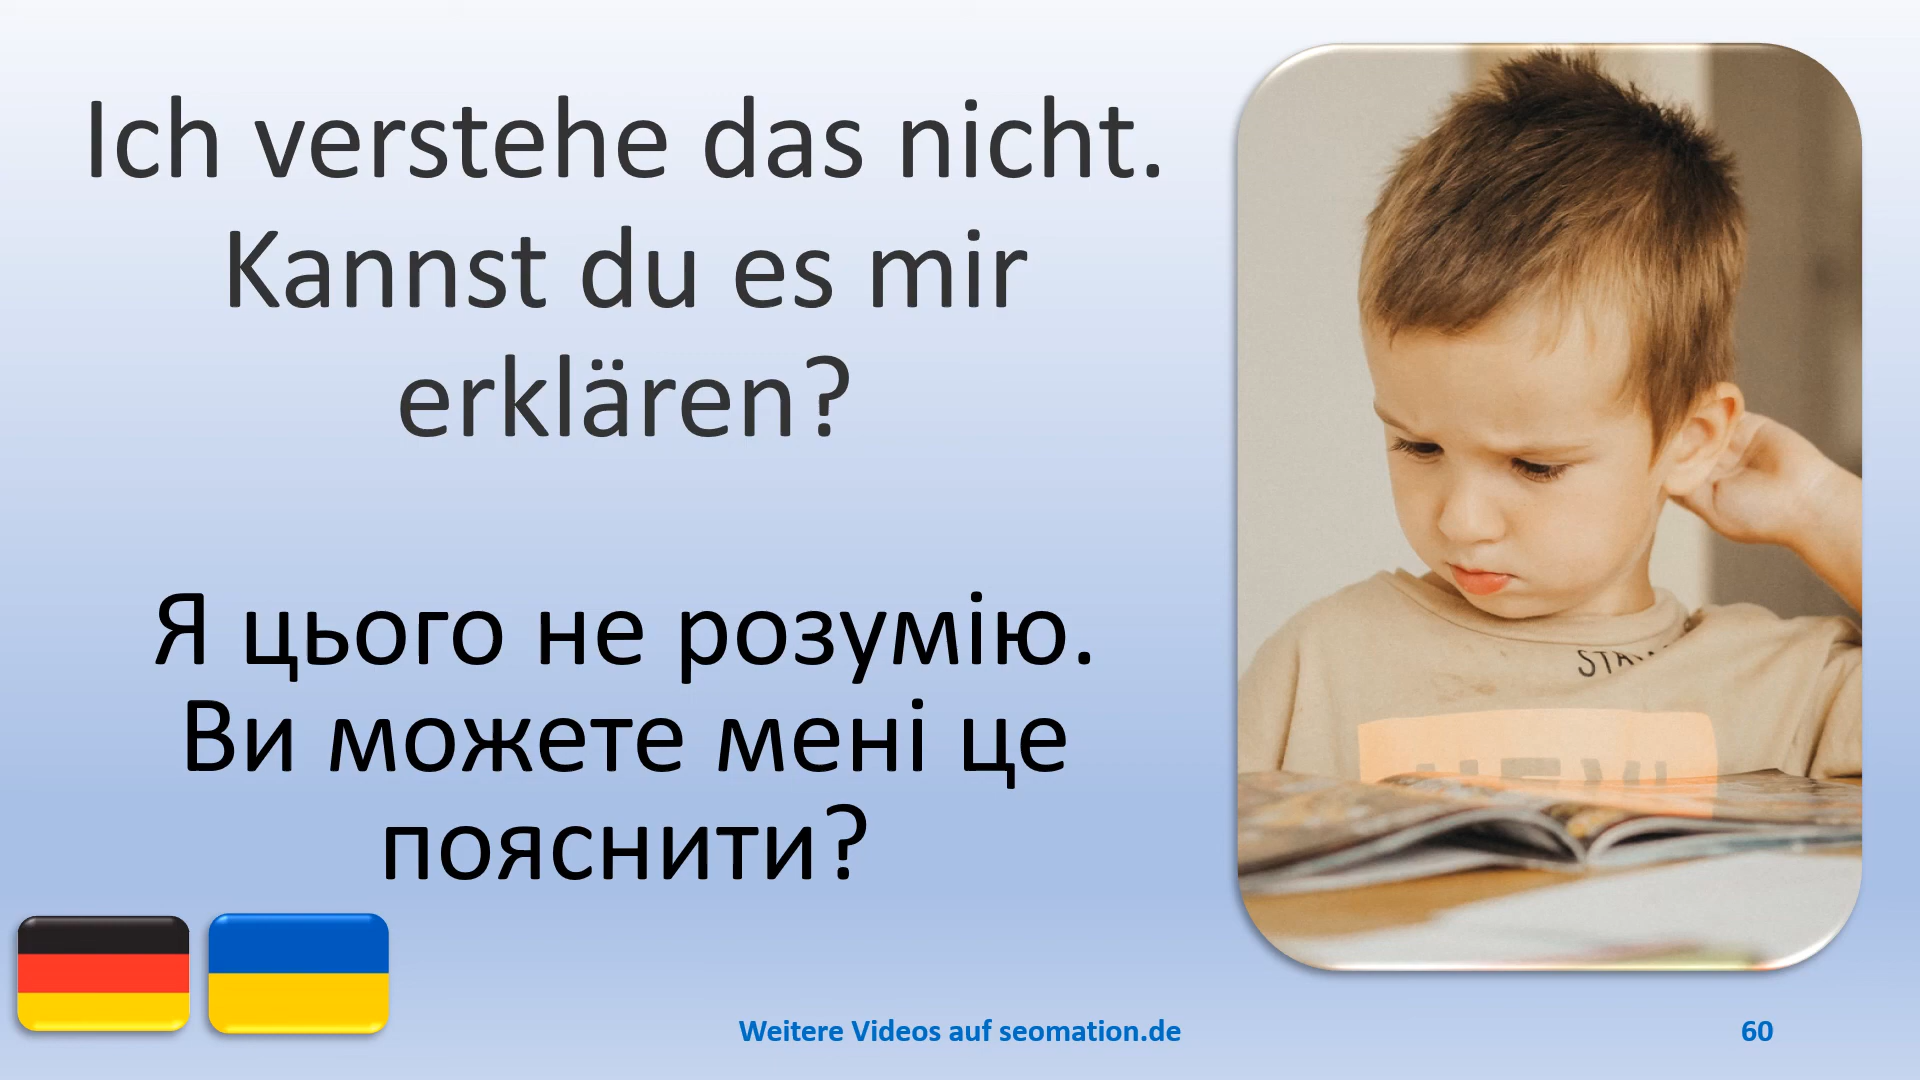 Ich verstehe das nicht.
Kannst du es mir
erklären?
Я цього не розумію.
Ви можете мені це
пояснити?
Weitere Videos auf seomation.de
60